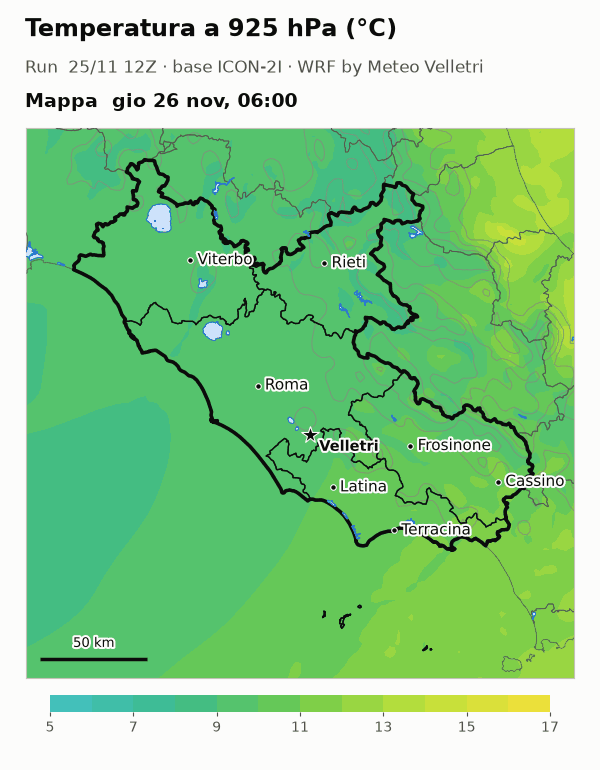 Temperatura a 925 hPa (°C)
Run  25/11 12Z · base ICON-2I · WRF by Meteo Velletri
Mappa  gio 26 nov, 06:00
Viterbo
Rieti
Roma
Velletri
Frosinone
Cassino
Latina
Terracina
50 km
5 7 9 11 13 15 17